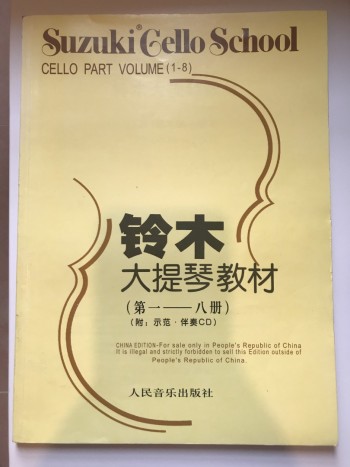 Suzuki® Cello School
CELLO PART VOLUME (1-8)
铃木
大提琴教材
(第一——八册)
(附: 示范·伴奏CD)
CHINA EDITION-For sale only in People's Republic of China
It is illegal and strictly forbidden to sell this Edition outside of
People's Republic of China.
人民音乐出版社